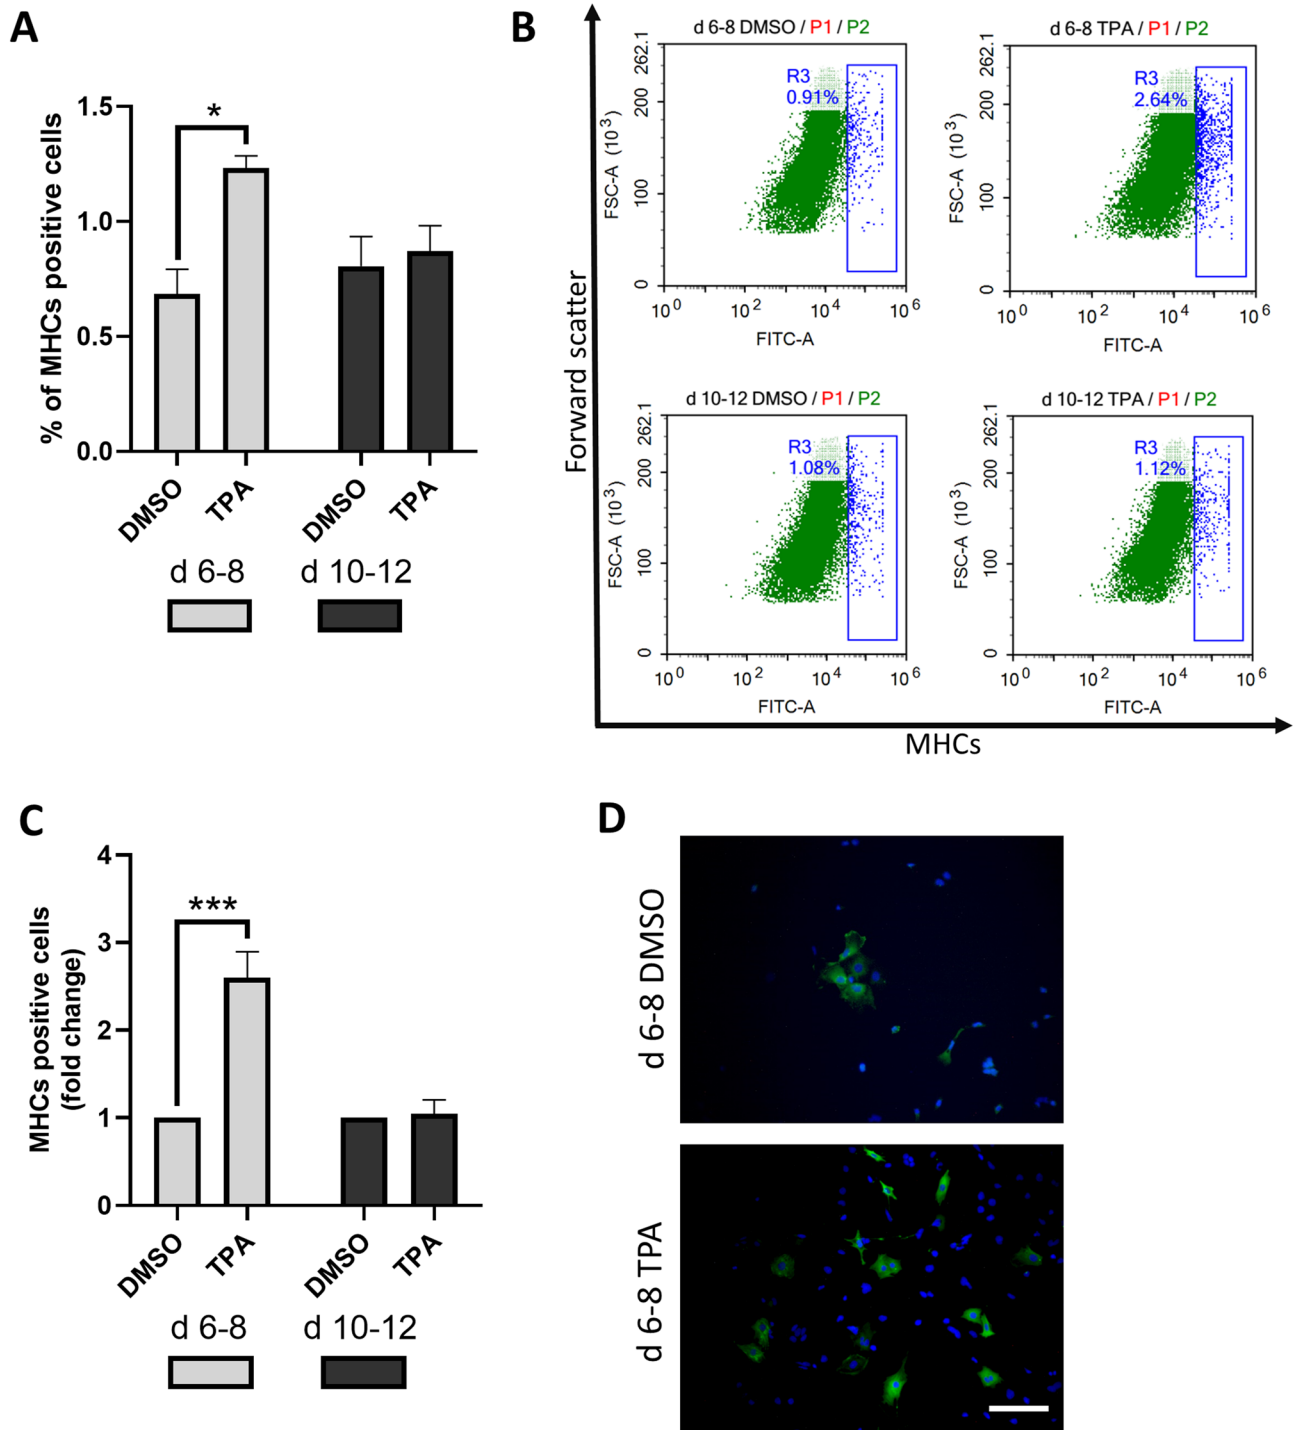 A
% of MHCs positive cells
1.5
1.0
0.5
0.0
*
DMSO
TPA
DMSO
TPA
d 6-8
d 10-12
B
Forward scatter
MHCs
d 6-8 DMSO / P1 / P2
FSC-A (10³)
262.1
200
100
0
R3
0.91%
10⁰ 10² 10⁴ 10⁶
FITC-A
d 6-8 TPA / P1 / P2
FSC-A (10³)
262.1
200
100
0
R3
2.64%
10⁰ 10² 10⁴ 10⁶
FITC-A
d 10-12 DMSO / P1 / P2
FSC-A (10³)
262.1
200
100
0
R3
1.08%
10⁰ 10² 10⁴ 10⁶
FITC-A
d 10-12 TPA / P1 / P2
FSC-A (10³)
262.1
200
100
0
R3
1.12%
10⁰ 10² 10⁴ 10⁶
FITC-A
C
MHCs positive cells
(fold change)
4
3
2
1
0
***
DMSO
TPA
DMSO
TPA
d 6-8
d 10-12
D
d 6-8 DMSO
d 6-8 TPA